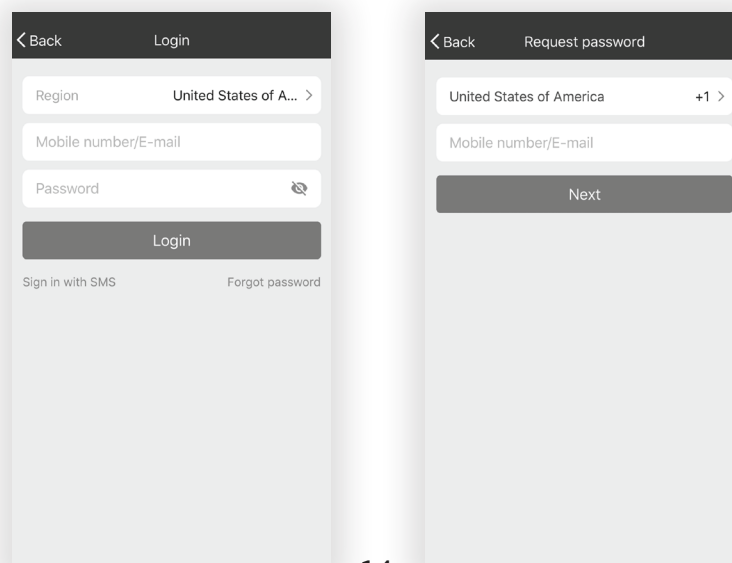 Back Login
Region United States of A... >
Mobile number/E-mail
Password
Login
Sign in with SMS Forgot password
Back Request password
United States of America +1 >
Mobile number/E-mail
Next